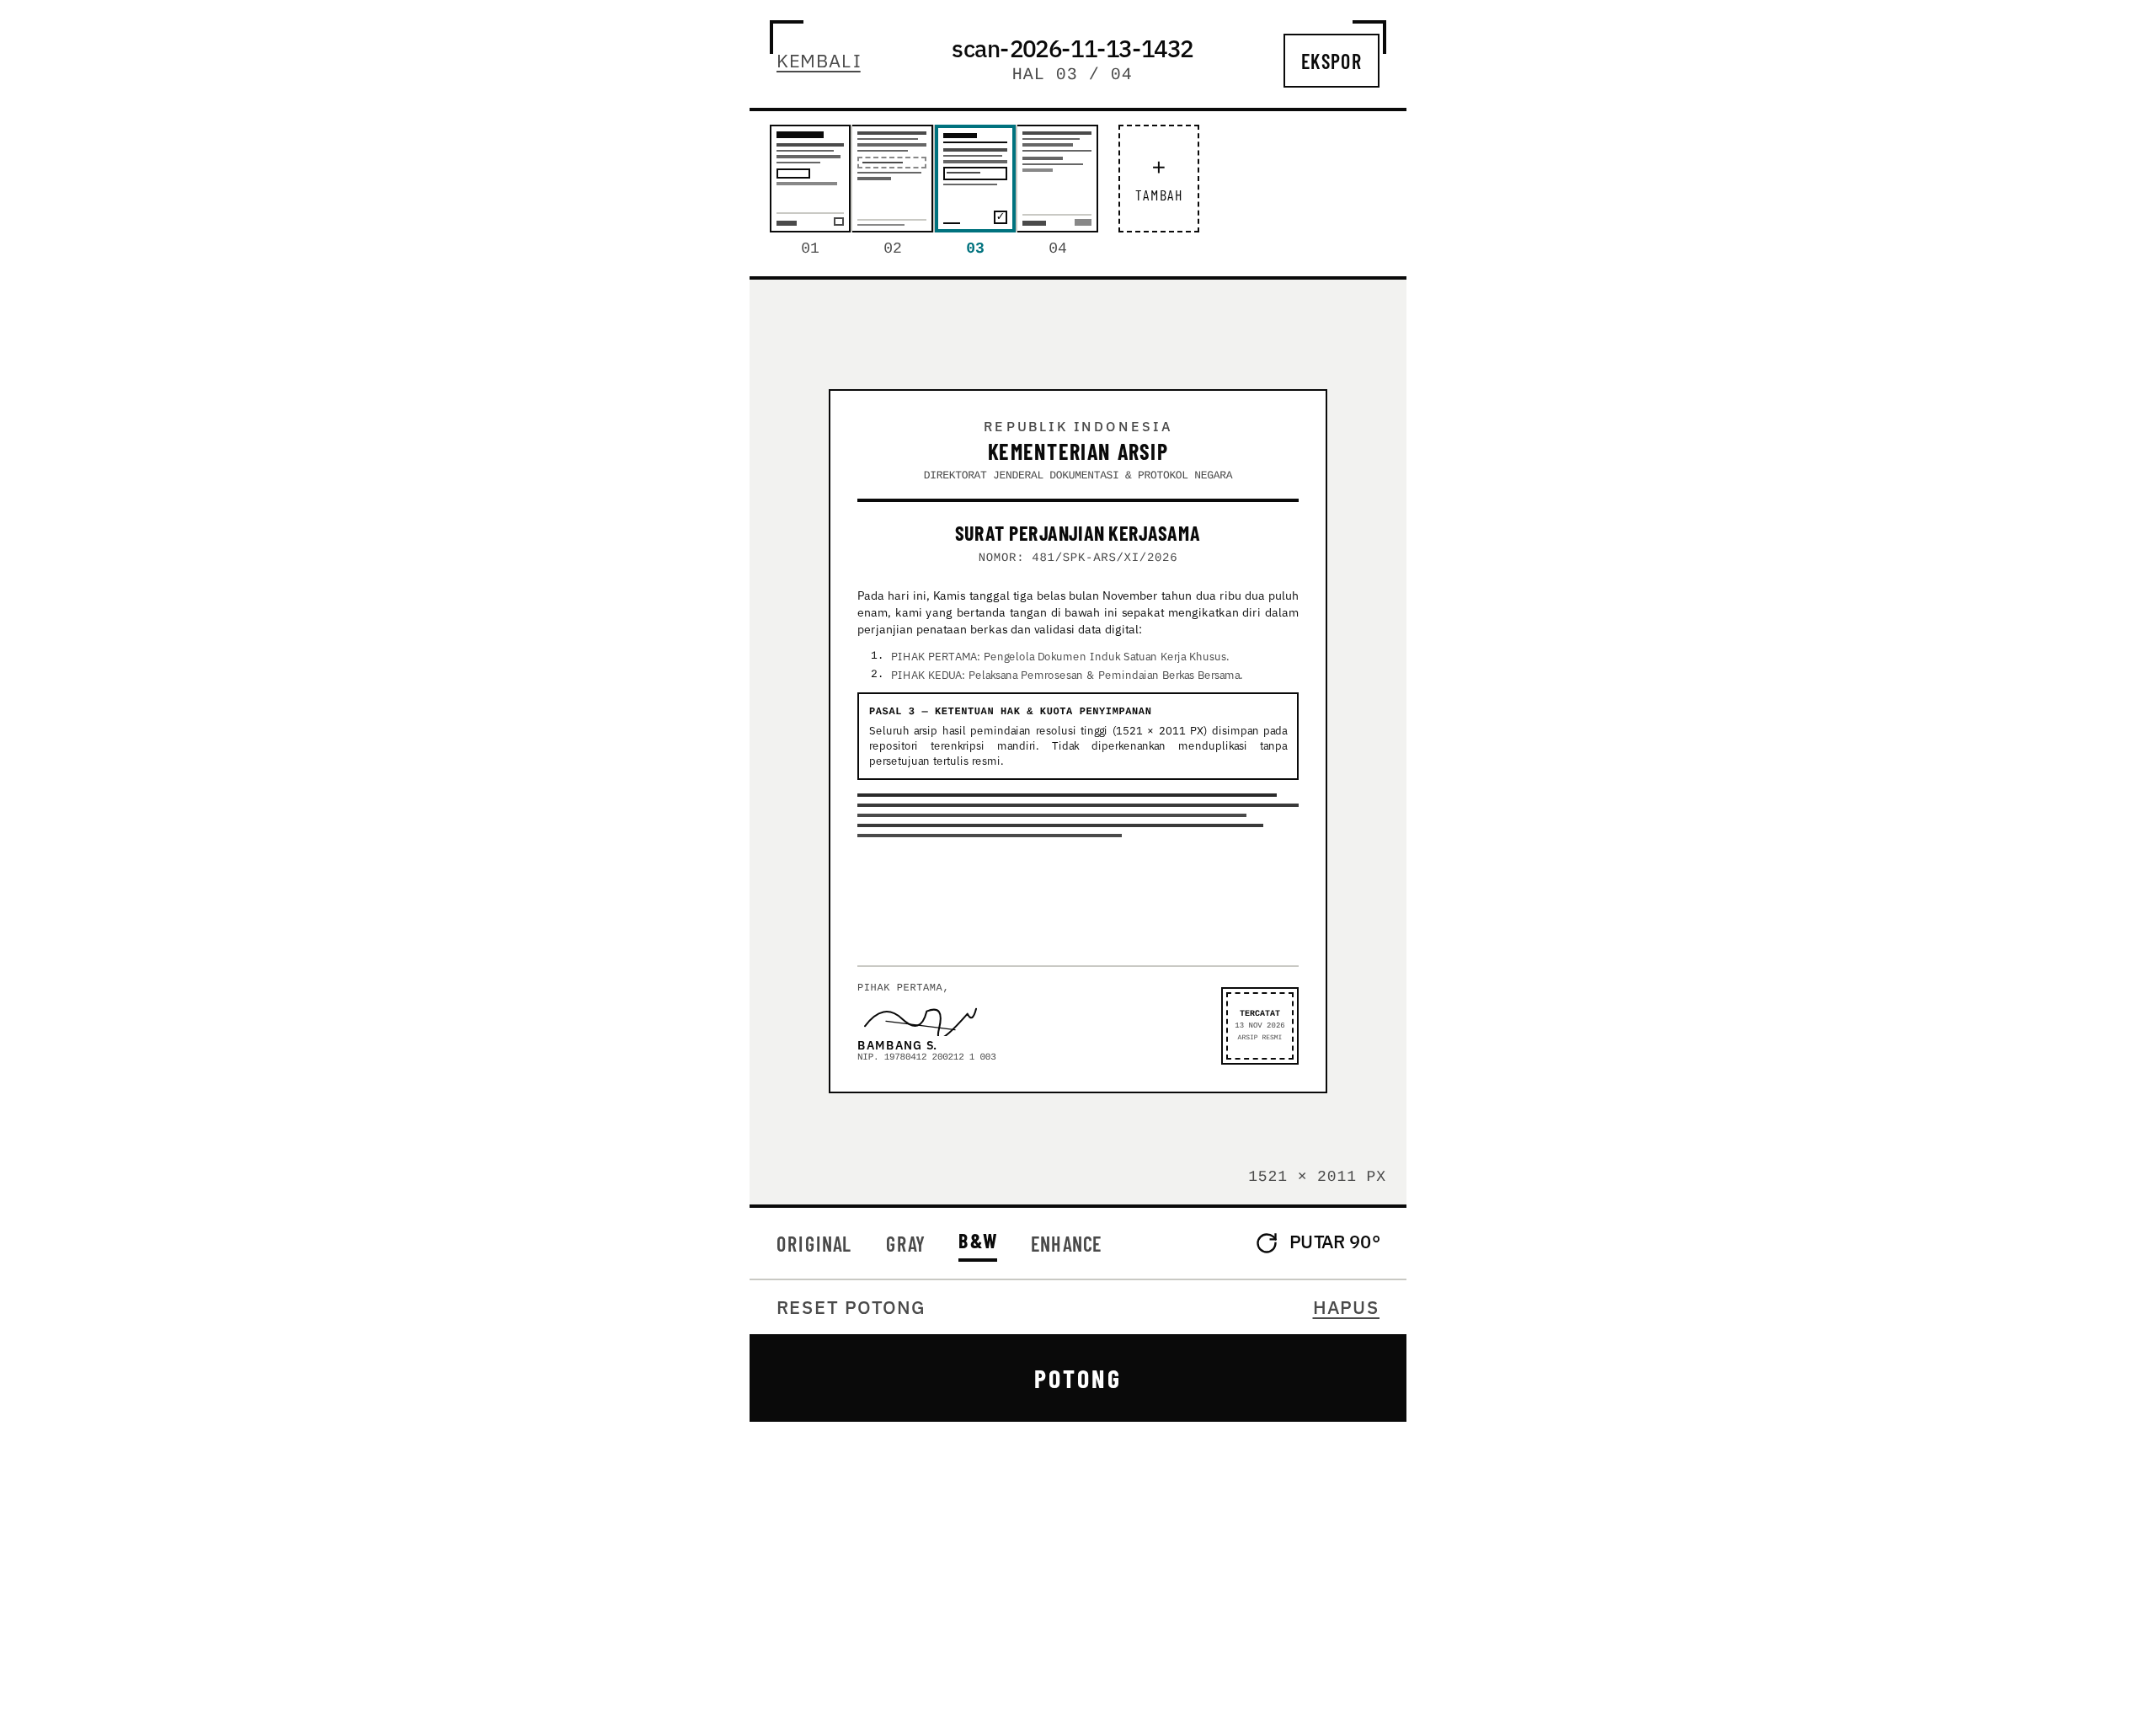 KEMBALI
scan-2026-11-13-1432
HAL 03 / 04
EKSPOR
01
02
03
04
+
TAMBAH
REPUBLIK INDONESIA
KEMENTERIAN ARSIP
DIREKTORAT JENDERAL DOKUMENTASI & PROTOKOL NEGARA
SURAT PERJANJIAN KERJASAMA
NOMOR: 481/SPK-ARS/XI/2026
Pada hari ini, Kamis tanggal tiga belas bulan November tahun dua ribu dua puluh
enam, kami yang bertanda tangan di bawah ini sepakat mengikatkan diri dalam
perjanjian penataan berkas dan validasi data digital:
1. PIHAK PERTAMA: Pengelola Dokumen Induk Satuan Kerja Khusus.
2. PIHAK KEDUA: Pelaksana Pemrosesan & Pemindaian Berkas Bersama.
PASAL 3 — KETENTUAN HAK & KUOTA PENYIMPANAN
Seluruh arsip hasil pemindaian resolusi tinggi (1521 × 2011 PX) disimpan pada
repositori terenkripsi mandiri. Tidak diperkenankan menduplikasi tanpa
persetujuan tertulis resmi.
PIHAK PERTAMA,
BAMBANG S.
NIP. 19780412 200212 1 003
TERCATAT
13 NOV 2026
ARSIP RESMI
1521 × 2011 PX
ORIGINAL
GRAY
B&W
ENHANCE
PUTAR 90°
RESET POTONG
HAPUS
POTONG